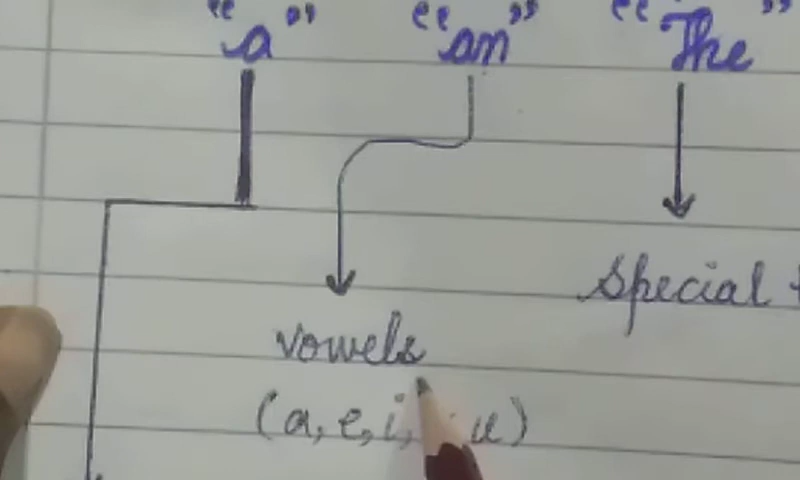 "a" "an" "The"
special
vowels
(a, e, i, u)